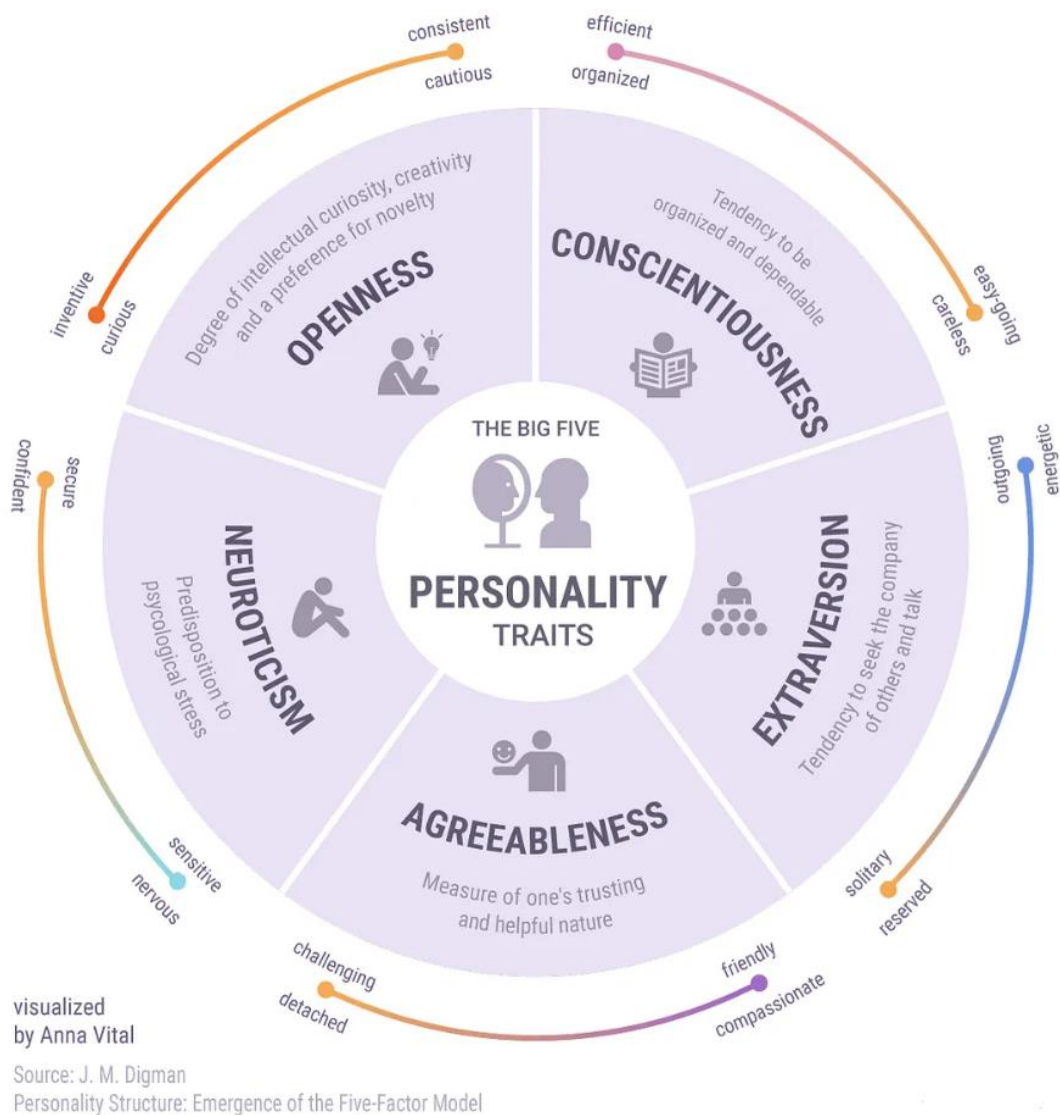 consistent
cautious
efficient
organized
inventive
curious
Degree of intellectual curiosity, creativity
and a preference for novelty
OPENNESS
Tendency to be
organized and dependable
CONSCIENTIOUSNESS
easy-going
careless
THE BIG FIVE
PERSONALITY
TRAITS
secure
confident
NEUROTICISM
Predisposition to
psycological stress
sensitive
nervous
energetic
outgoing
EXTRAVERSION
Tendency to seek the company
of others and talk
solitary
reserved
AGREEABLENESS
Measure of one's trusting
and helpful nature
challenging
detached
friendly
compassionate
visualized
by Anna Vital
Source: J. M. Digman
Personality Structure: Emergence of the Five-Factor Model